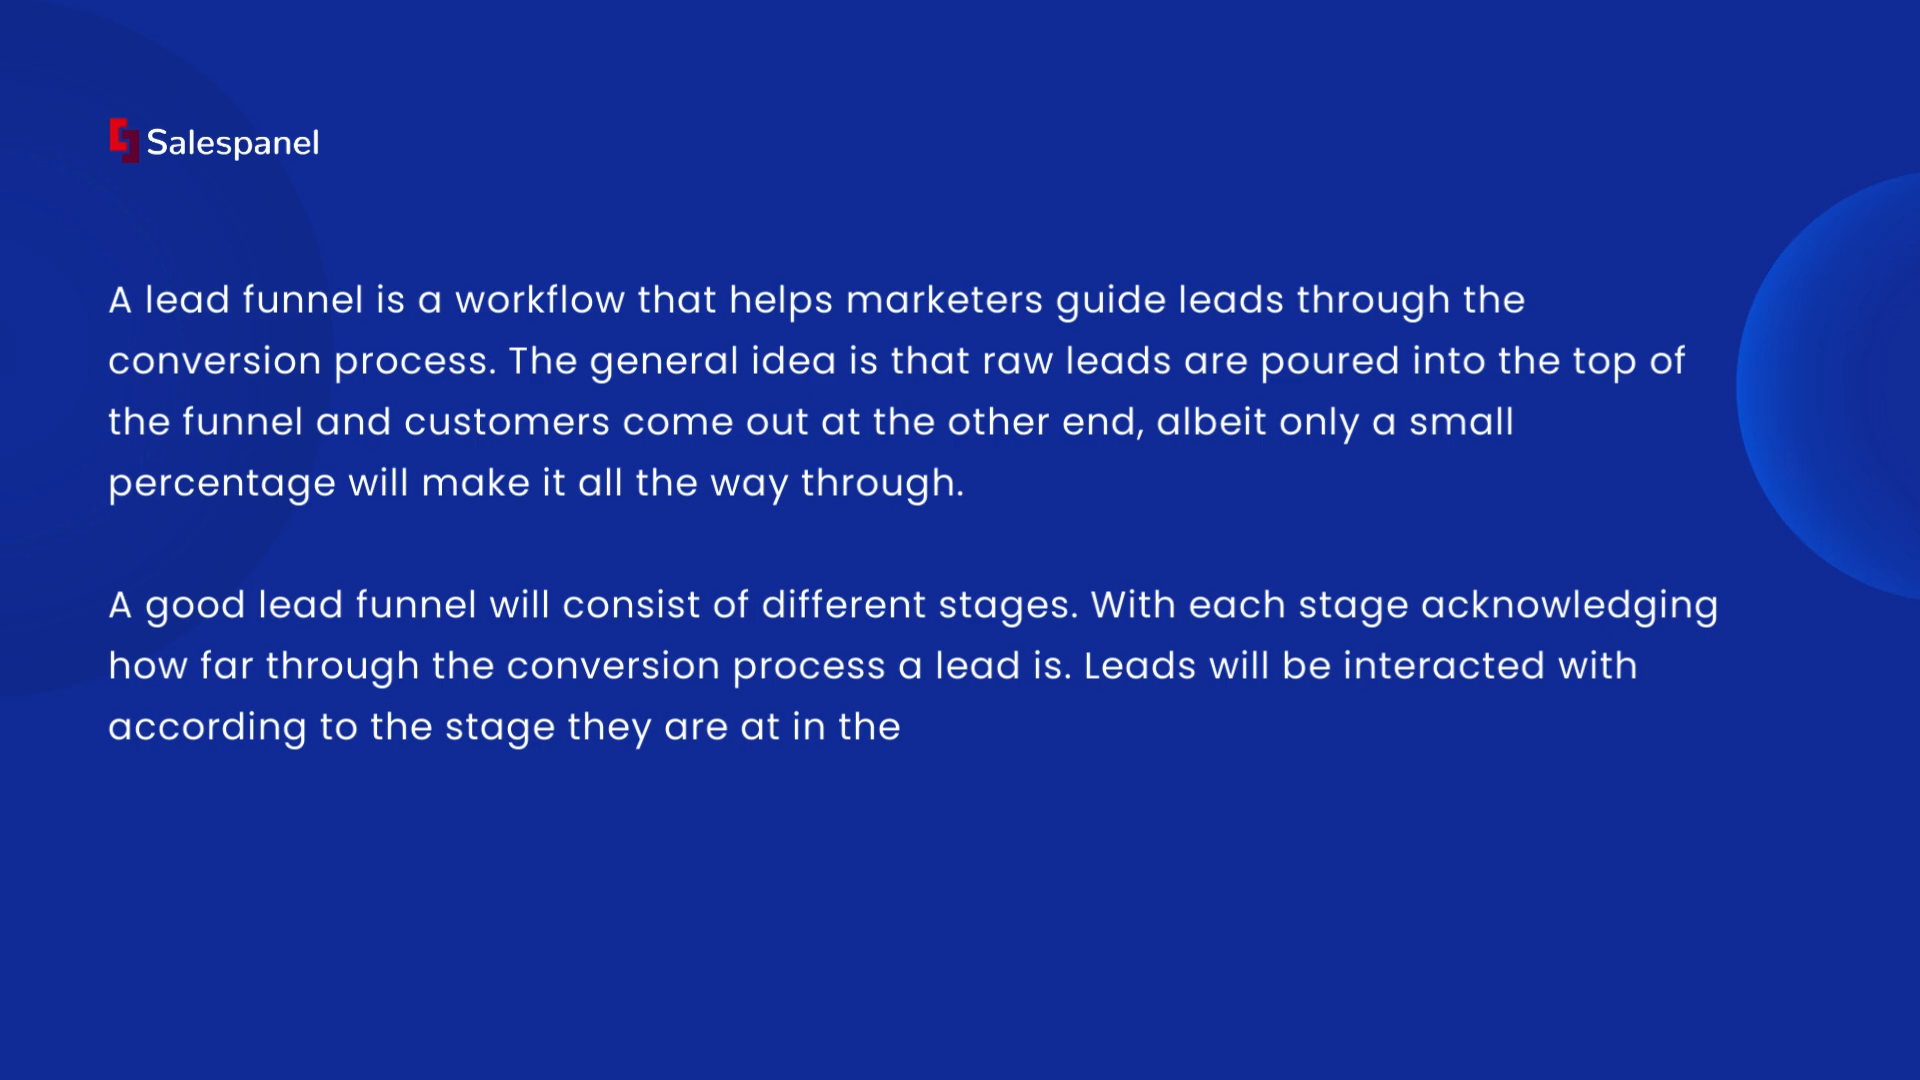 Salespanel
A lead funnel is a workflow that helps marketers guide leads through the
conversion process. The general idea is that raw leads are poured into the top of
the funnel and customers come out at the other end, albeit only a small
percentage will make it all the way through.
A good lead funnel will consist of different stages. With each stage acknowledging
how far through the conversion process a lead is. Leads will be interacted with
according to the stage they are at in the